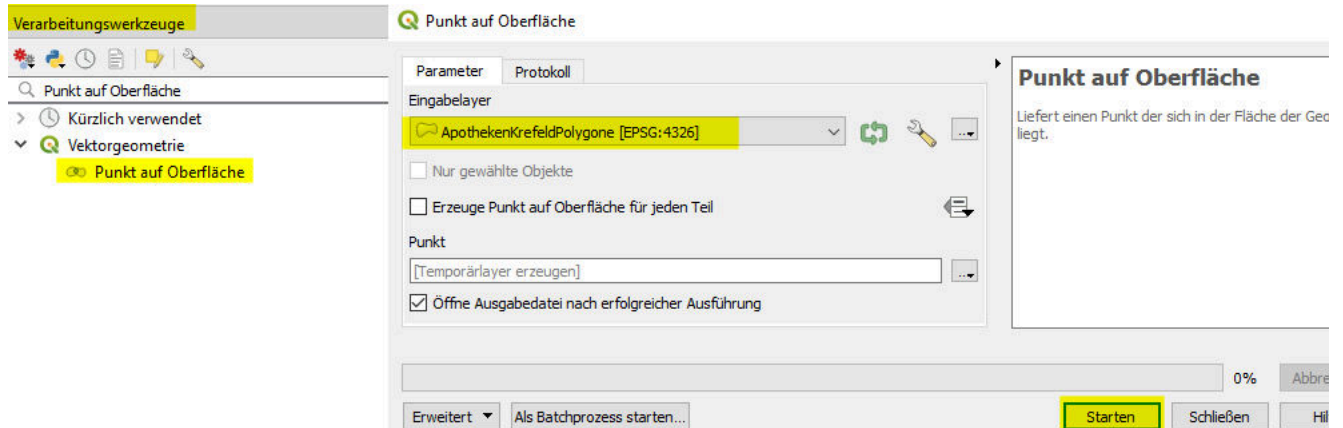 Verarbeitungswerkzeuge
Punkt auf Oberfläche
Kürzlich verwendet
Vektorgeometrie
Punkt auf Oberfläche
Punkt auf Oberfläche
Parameter
Protokoll
Eingabelayer
ApothekenKrefeldPolygone [EPSG:4326]
Nur gewählte Objekte
Erzeuge Punkt auf Oberfläche für jeden Teil
Punkt
[Temporärlayer erzeugen]
Öffne Ausgabedatei nach erfolgreicher Ausführung
Punkt auf Oberfläche
Liefert einen Punkt der sich in der Fläche der Geo
liegt.
0%
Abbre
Erweitert
Als Batchprozess starten...
Starten
Schließen
Hil